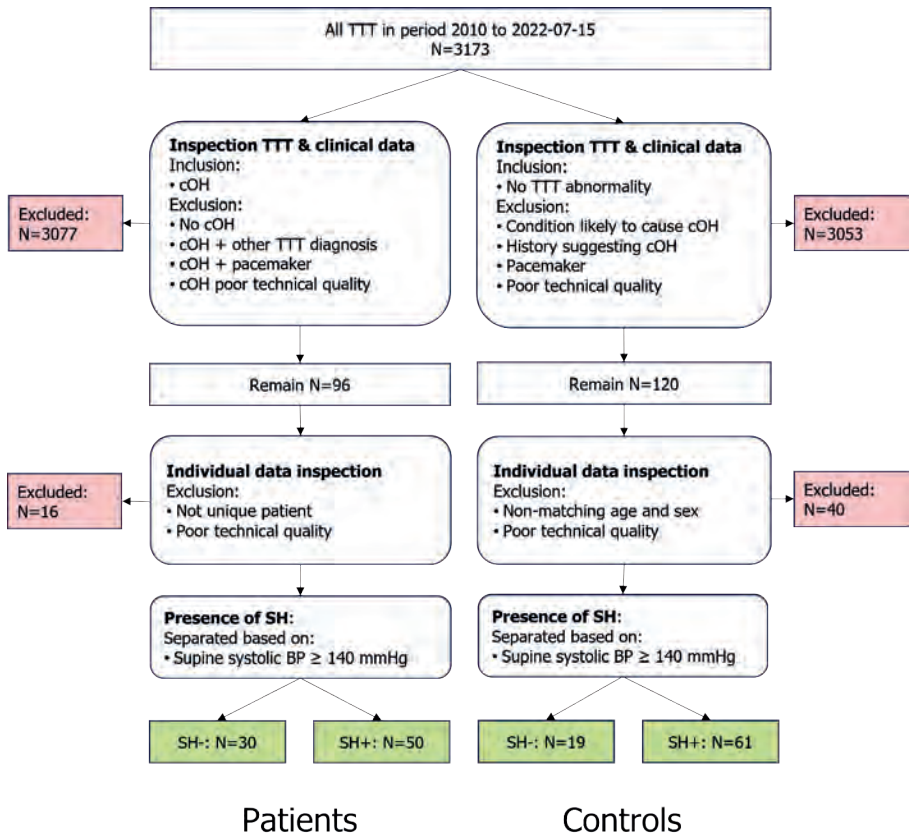 All TTT in period 2010 to 2022-07-15
N=3173
Inspection TTT & clinical data
Inclusion:
• cOH
Exclusion:
• No cOH
• cOH + other TTT diagnosis
• cOH + pacemaker
• cOH poor technical quality
Inspection TTT & clinical data
Inclusion:
• No TTT abnormality
Exclusion:
• Condition likely to cause cOH
• History suggesting cOH
• Pacemaker
• Poor technical quality
Excluded:
N=3077
Excluded:
N=3053
Remain N=96
Remain N=120
Individual data inspection
Exclusion:
• Not unique patient
• Poor technical quality
Individual data inspection
Exclusion:
• Non-matching age and sex
• Poor technical quality
Excluded:
N=16
Excluded:
N=40
Presence of SH:
Separated based on:
• Supine systolic BP ≥ 140 mmHg
Presence of SH:
Separated based on:
• Supine systolic BP ≥ 140 mmHg
SH-: N=30
SH+: N=50
SH-: N=19
SH+: N=61
Patients
Controls